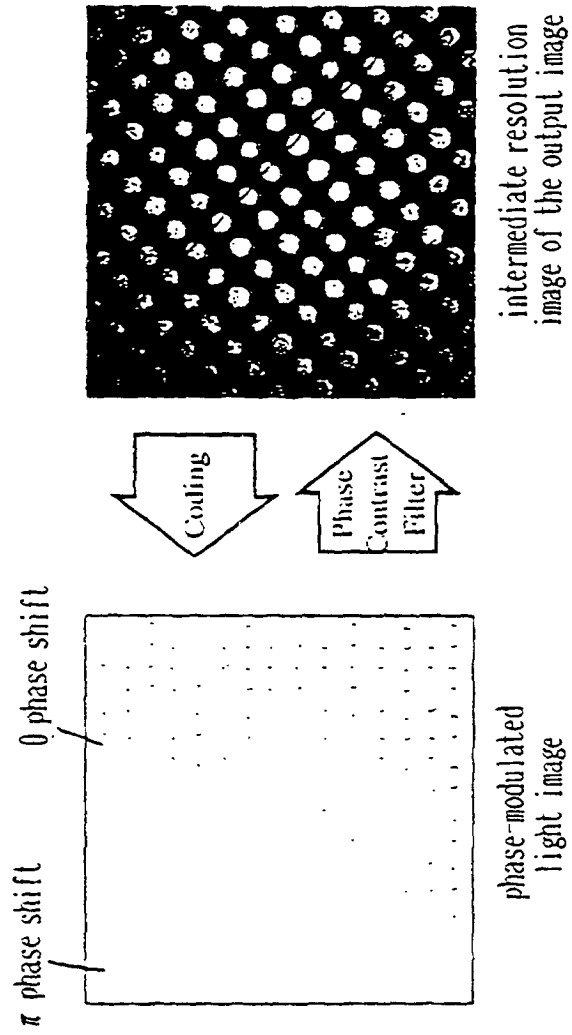 π phase shift
0 phase shift
phase-modulated
light image
Coding
Phase
Contrast
Filter
intermediate resolution
image of the output image